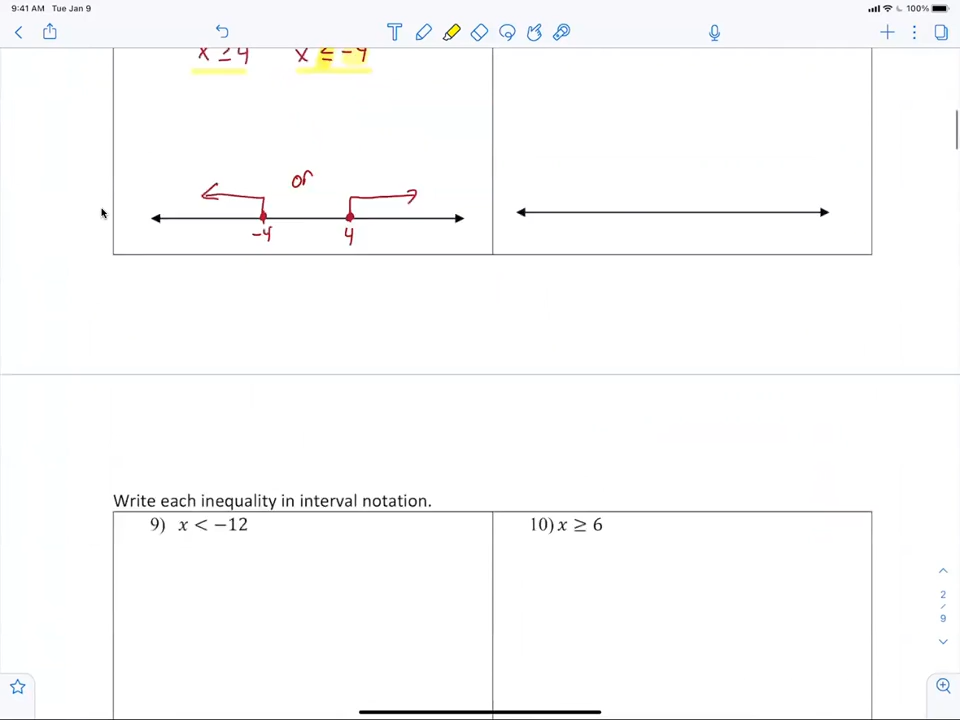 9:41 AM Tue Jan 9
100%
x ≥ 4 x ≤ -4
or
-4 4
Write each inequality in interval notation.
9) x < −12
10) x ≥ 6
2
/
9